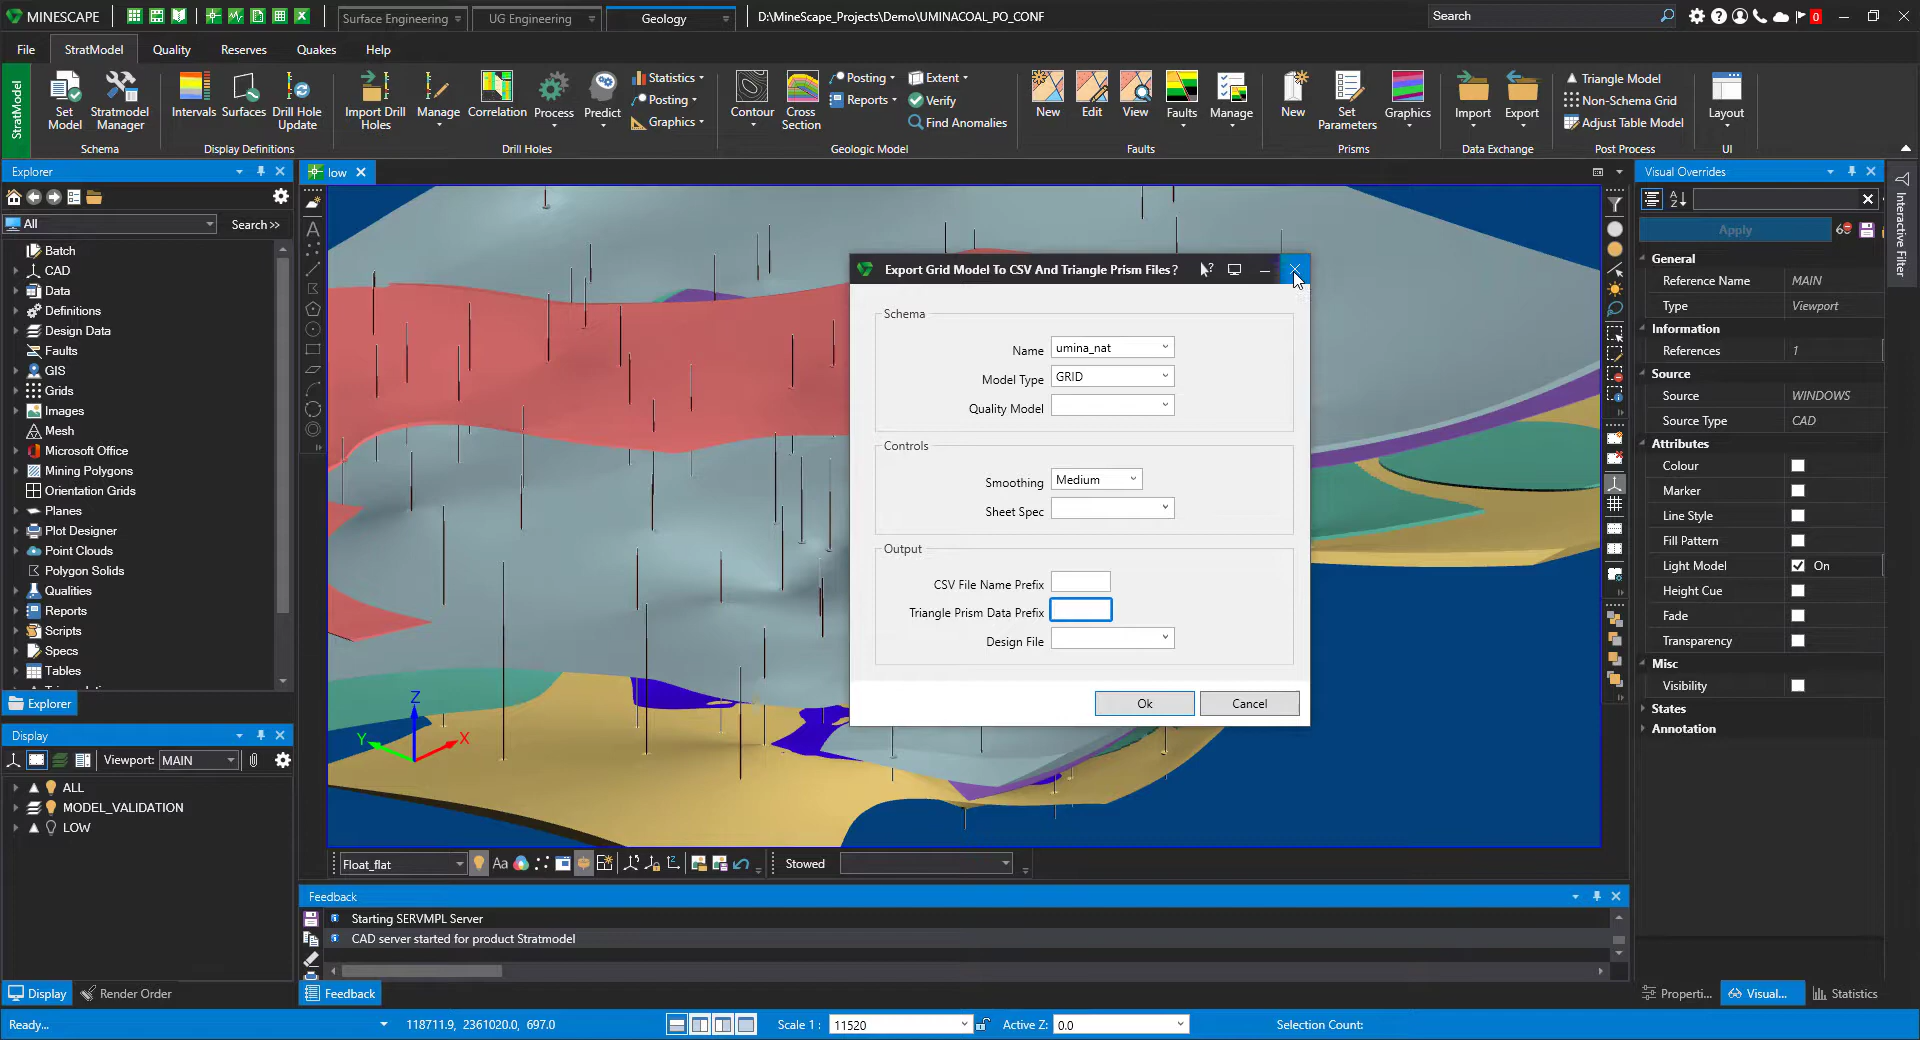 MINESCAPE
Surface Engineering
UG Engineering
Geology
D:\MineScape_Projects\Demo\UMINACOAL_PO_CONF
Search
0
File
StratModel
Quality
Reserves
Quakes
Help
StratModel
Set Model
Stratmodel Manager
Schema
Intervals
Surfaces
Drill Hole Update
Display Definitions
Import Drill Holes
Manage
Correlation
Process
Predict
Statistics
Posting
Graphics
Drill Holes
Contour
Cross Section
Posting
Reports
Extent
Verify
Find Anomalies
Geologic Model
New
Edit
View
Faults
Manage
Faults
New
Set Parameters
Graphics
Prisms
Import
Export
Data Exchange
Triangle Model
Non-Schema Grid
Adjust Table Model
Post Process
Layout
UI
Explorer
All
Search >>
Batch
CAD
Data
Definitions
Design Data
Faults
GIS
Grids
Images
Mesh
Microsoft Office
Mining Polygons
Orientation Grids
Planes
Plot Designer
Point Clouds
Polygon Solids
Qualities
Reports
Scripts
Specs
Tables
Explorer
Display
Viewport: MAIN
ALL
MODEL_VALIDATION
LOW
Display
Render Order
low
Z
Y
X
Export Grid Model To CSV And Triangle Prism Files?
Schema
Name umina_nat
Model Type GRID
Quality Model
Controls
Smoothing Medium
Sheet Spec
Output
CSV File Name Prefix
Triangle Prism Data Prefix
Design File
Ok
Cancel
Float_flat
Aa
Stowed
Feedback
Starting SERVMPL Server
CAD server started for product Stratmodel
Feedback
Visual Overrides
Apply
General
Reference Name MAIN
Type Viewport
Information
References 1
Source
Source WINDOWS
Source Type CAD
Attributes
Colour
Marker
Line Style
Fill Pattern
Light Model On
Height Cue
Fade
Transparency
Misc
Visibility
States
Annotation
Interactive Filter
Properti...
Visual...
Statistics
Ready...
118711.9, 2361020.0, 697.0
Scale 1 : 11520
Active Z: 0.0
Selection Count: